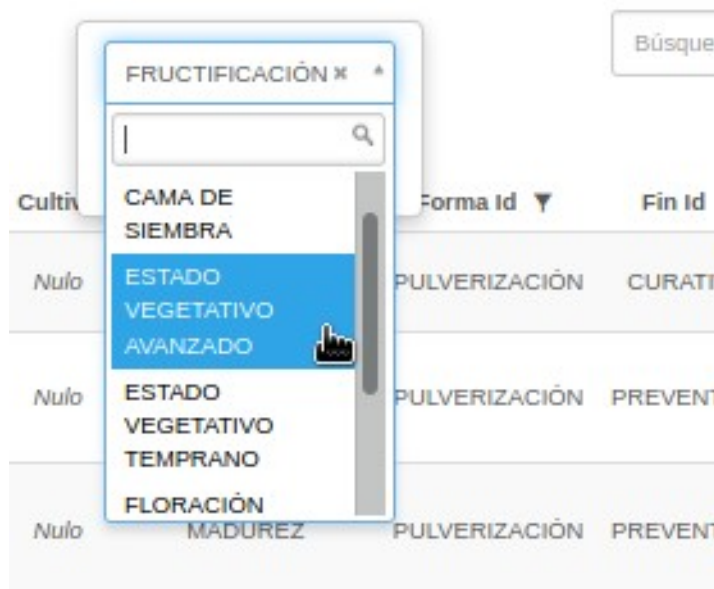 Búsque
FRUCTIFICACIÓN ×
CAMA DE
SIEMBRA
ESTADO
VEGETATIVO
AVANZADO
ESTADO
VEGETATIVO
TEMPRANO
FLORACIÓN
Cultiv Forma Id Fin Id
Nulo PULVERIZACIÓN CURATI
Nulo PULVERIZACIÓN PREVENT
Nulo MADUREZ PULVERIZACIÓN PREVENT